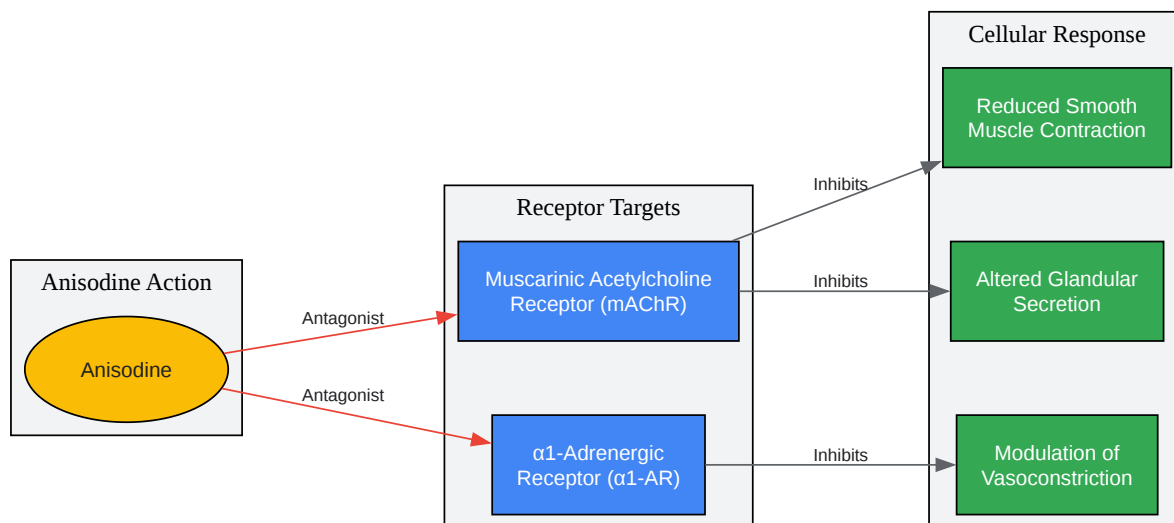 Anisodine Action
Anisodine
Antagonist
Antagonist
Receptor Targets
Muscarinic Acetylcholine
Receptor (mAChR)
α1-Adrenergic
Receptor (α1-AR)
Inhibits
Inhibits
Inhibits
Cellular Response
Reduced Smooth
Muscle Contraction
Altered Glandular
Secretion
Modulation of
Vasoconstriction